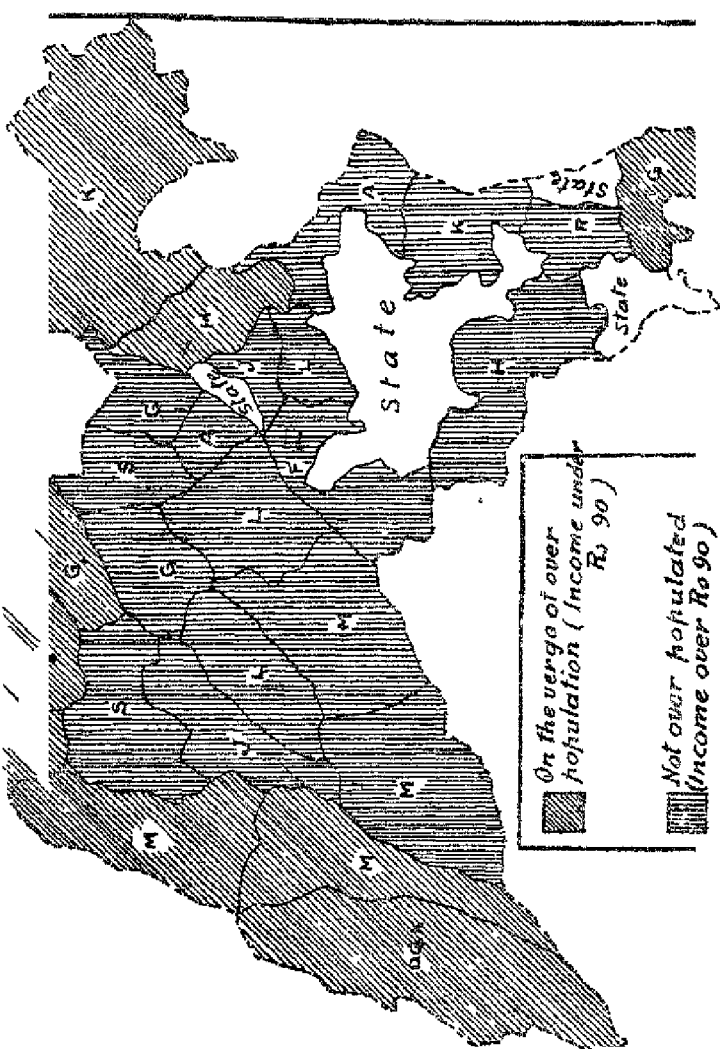 K
H
G
S
G
S
M
J
A
State
J
L
F
G
I
J
L
M
M
M
DGK
State
A
K
State
R
G
H
State
On the verge of over
population (Income under
Rs 90)
Not over populated
(Income over Rs 90)